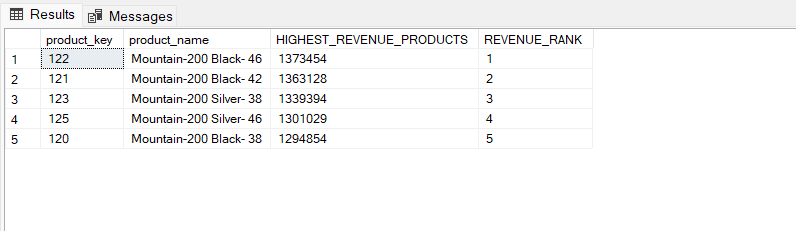 Results Messages
product_key product_name HIGHEST_REVENUE_PRODUCTS REVENUE_RANK
1 122 Mountain-200 Black- 46 1373454 1
2 121 Mountain-200 Black- 42 1363128 2
3 123 Mountain-200 Silver- 38 1339394 3
4 125 Mountain-200 Silver- 46 1301029 4
5 120 Mountain-200 Black- 38 1294854 5